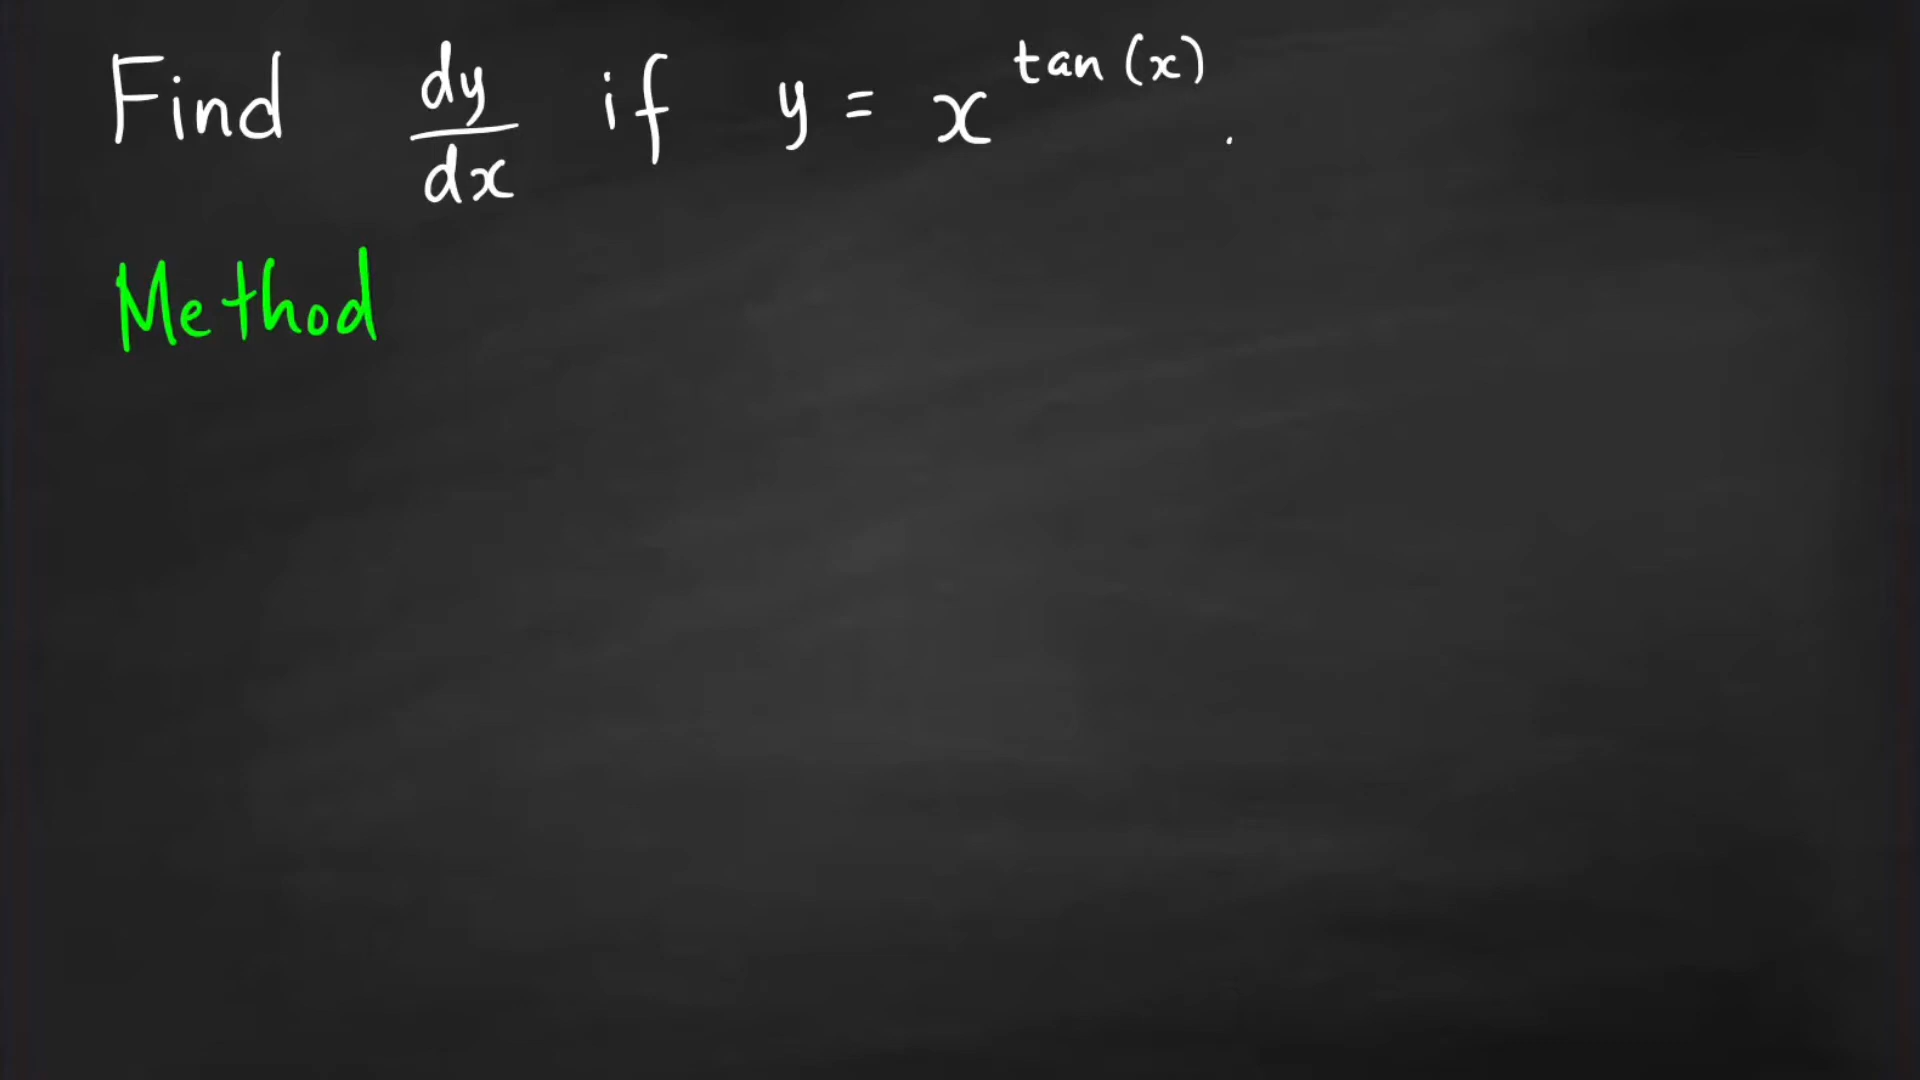 Find dy/dx if y = x^tan(x).
Method